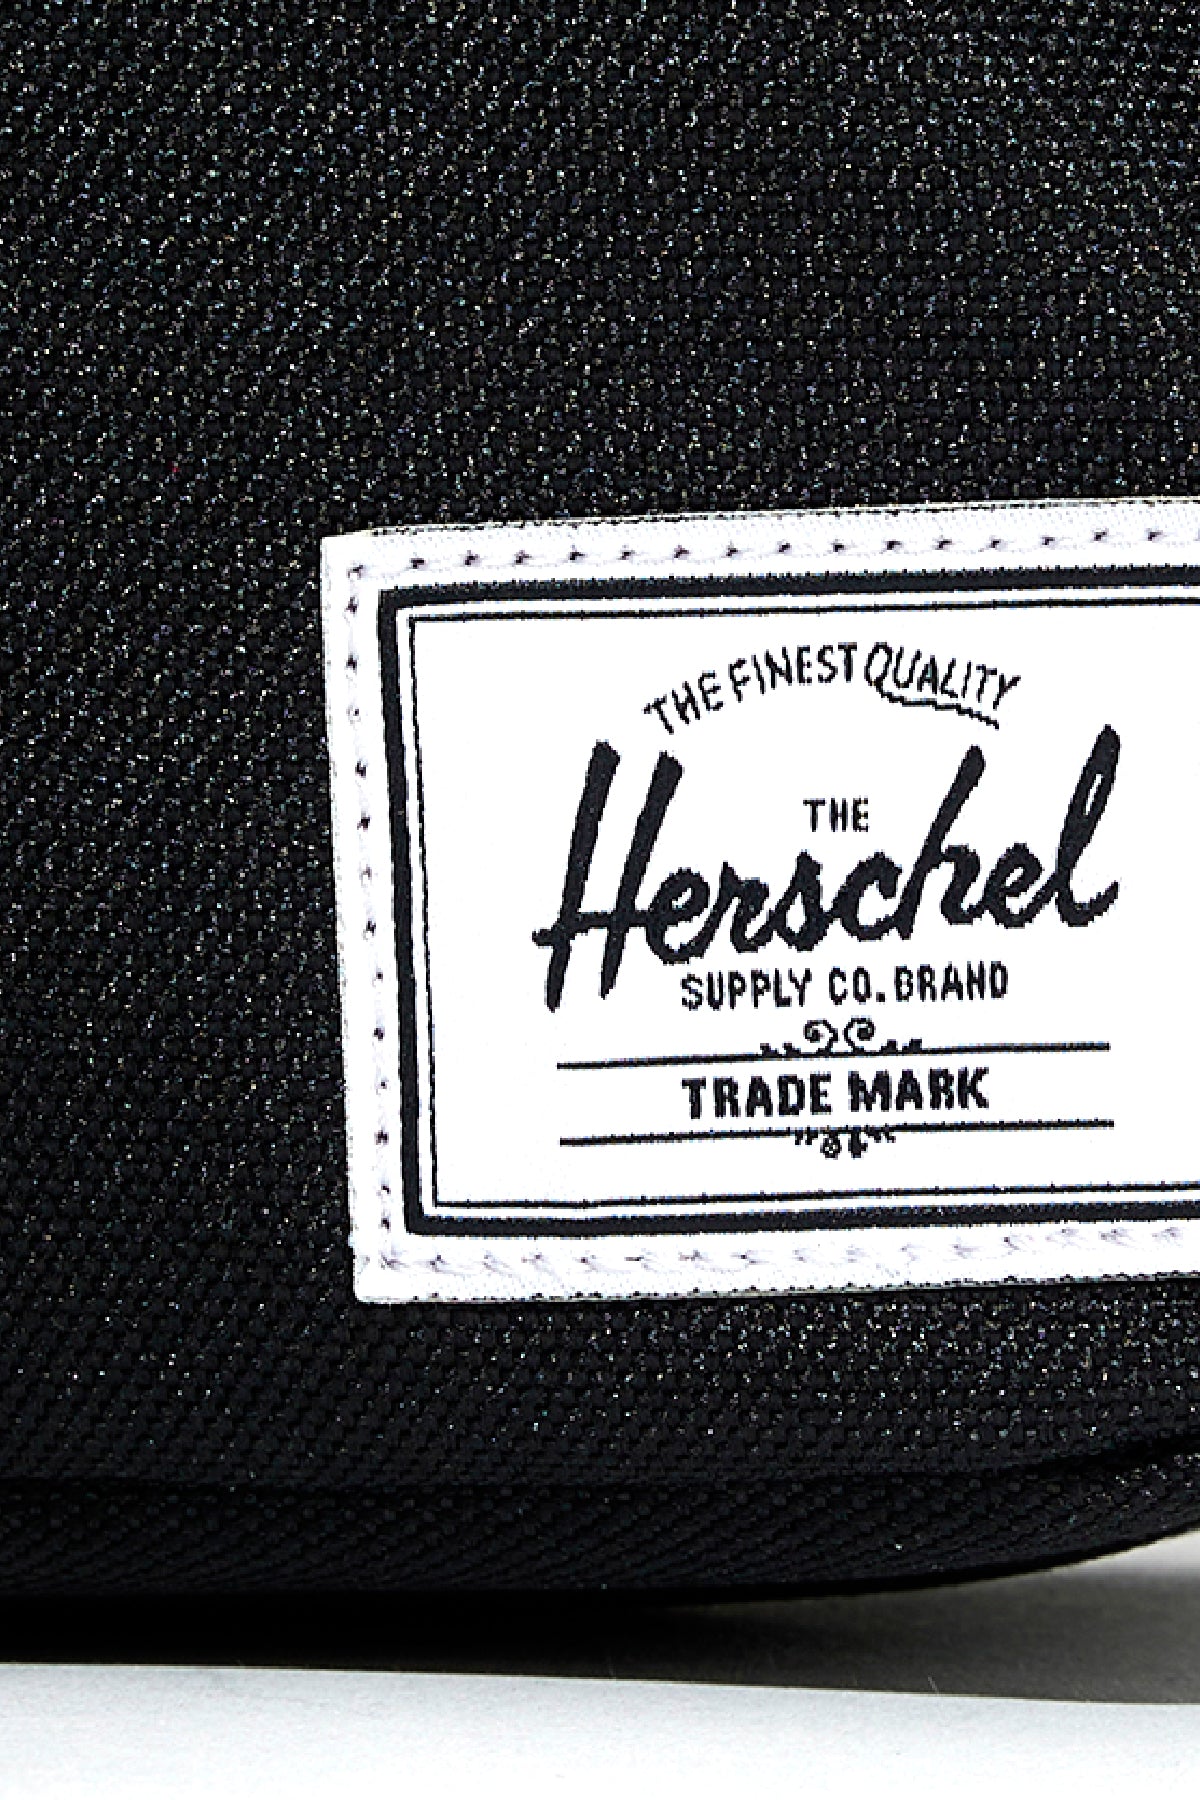 THE FINEST QUALITY
THE
Herschel
SUPPLY CO. BRAND
TRADE MARK